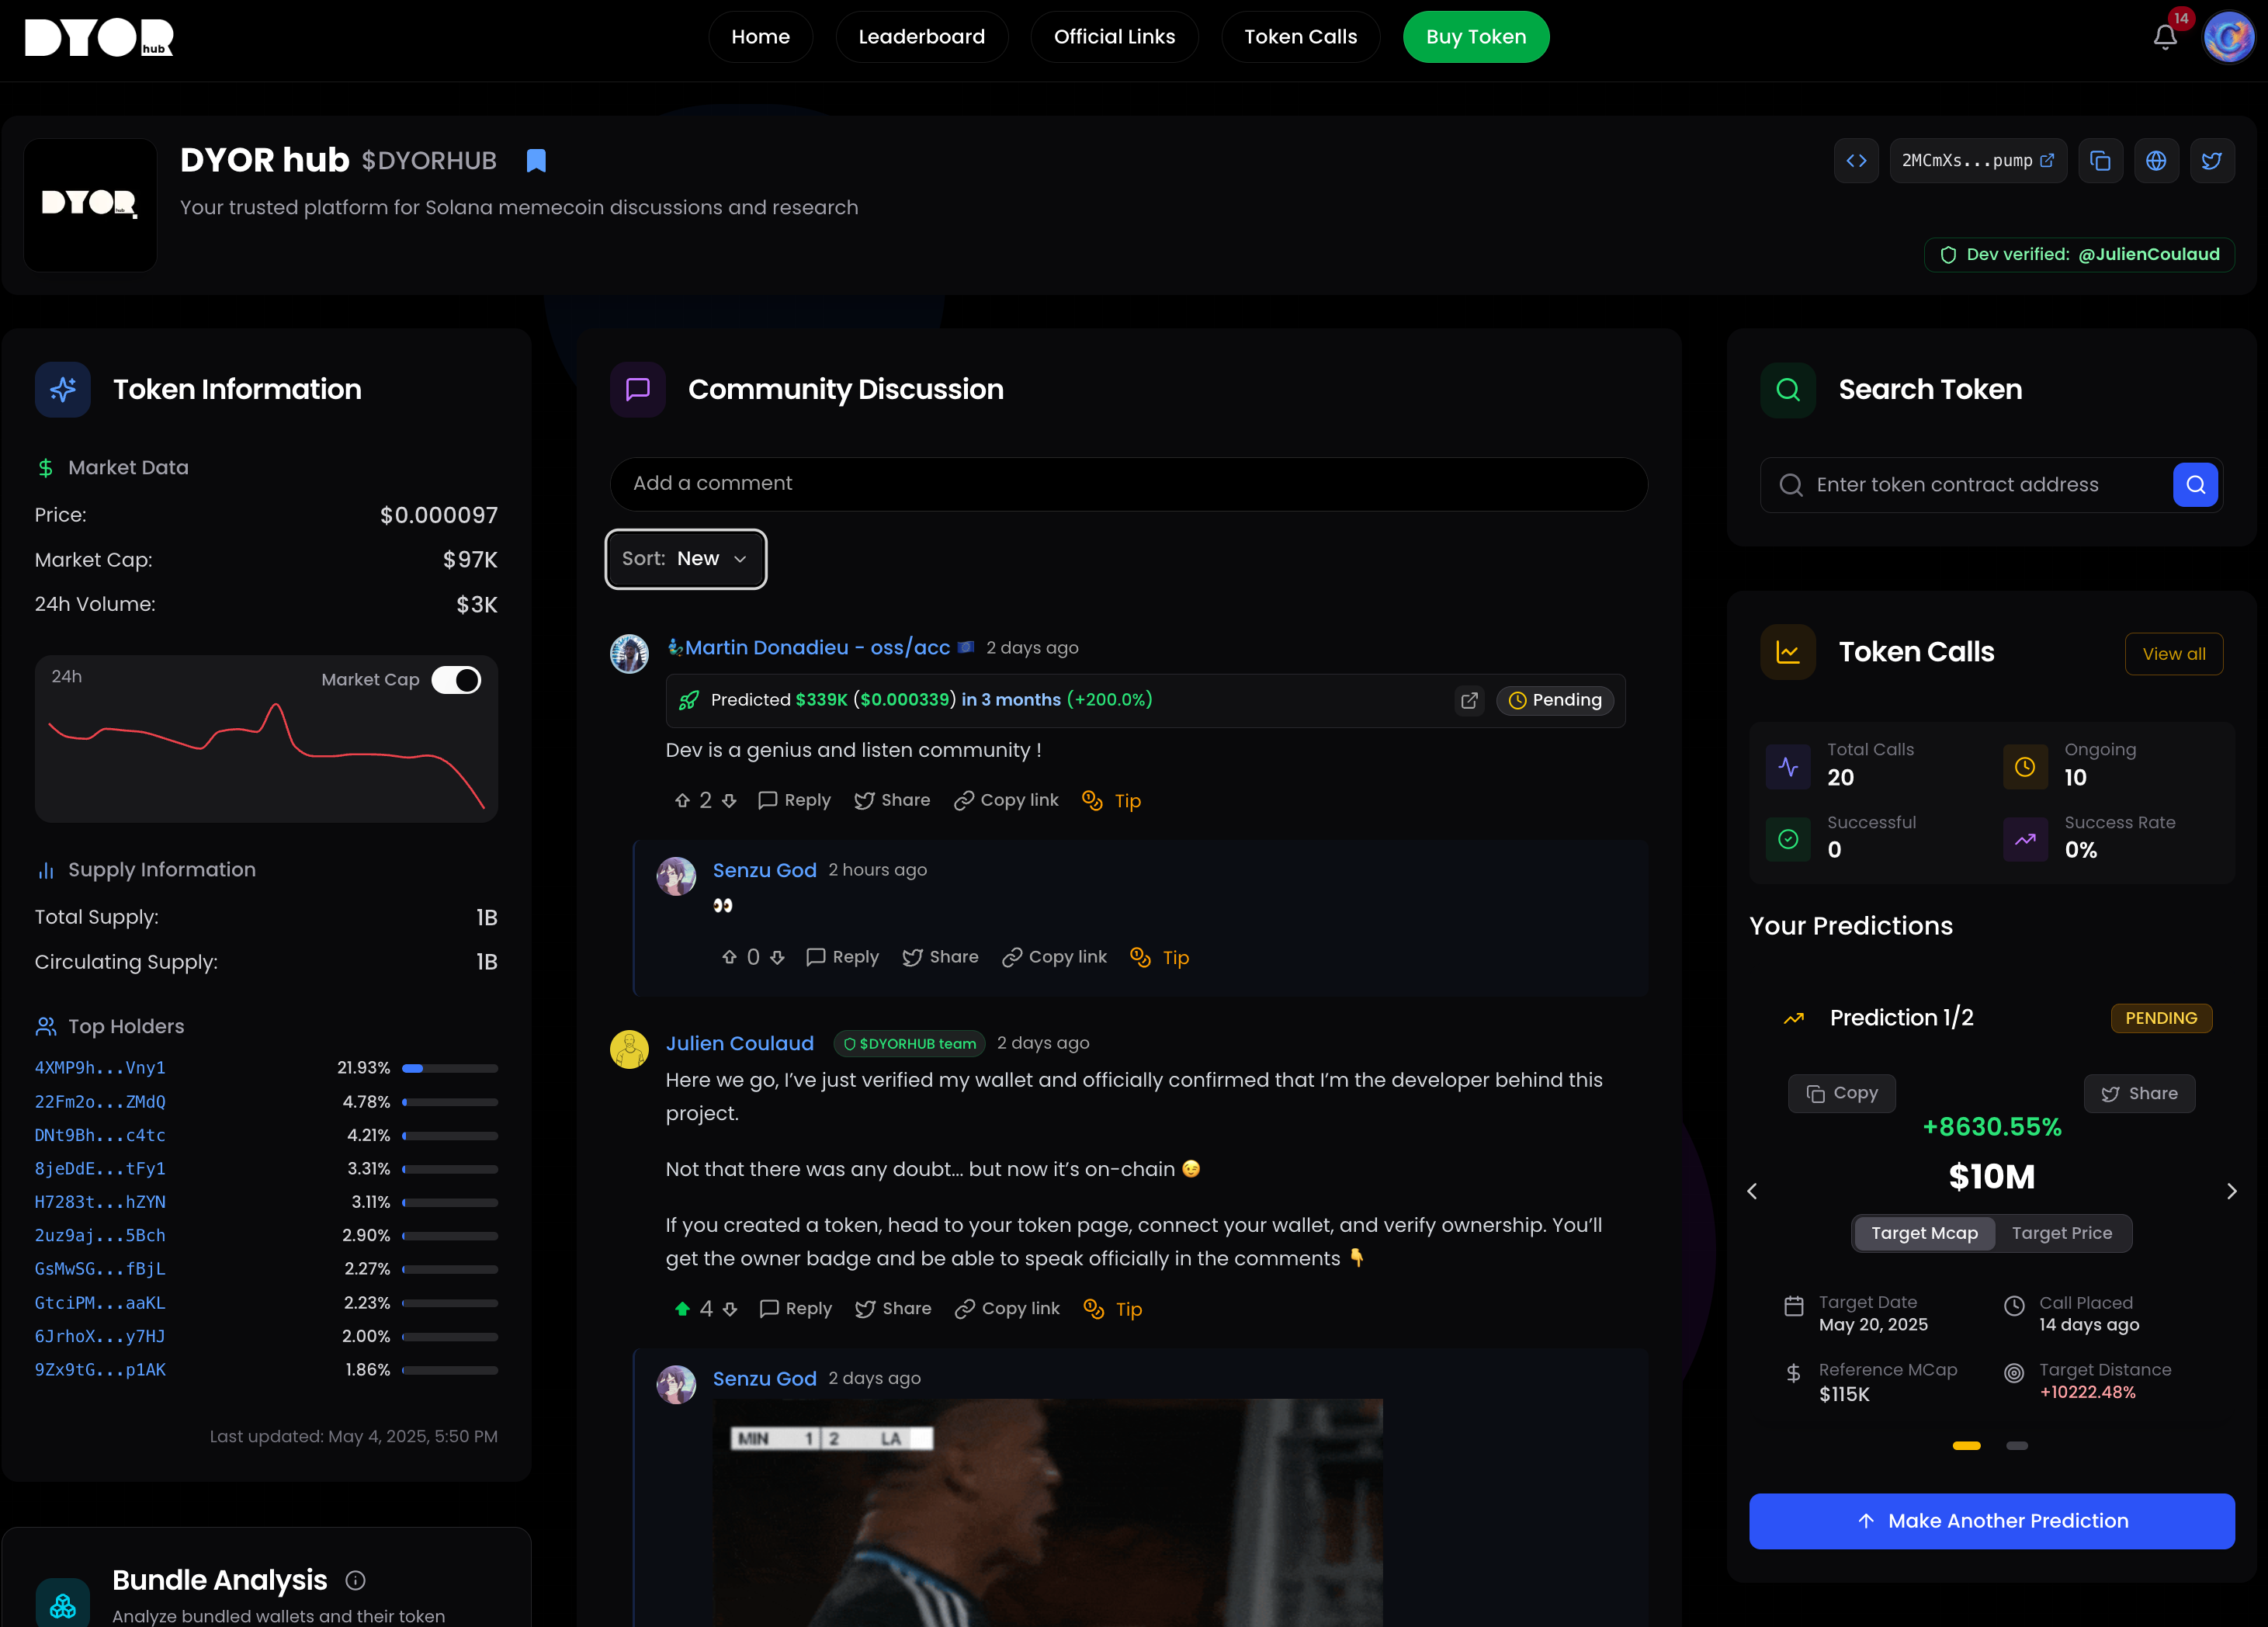 DYOR hub
Home
Leaderboard
Official Links
Token Calls
Buy Token
14
DYOR hub
DYOR hub $DYORHUB
Your trusted platform for Solana memecoin discussions and research
2MCmXs...pump
Dev verified: @JulienCoulaud
Token Information
Market Data
Price: $0.000097
Market Cap: $97K
24h Volume: $3K
24h
Market Cap
Supply Information
Total Supply: 1B
Circulating Supply: 1B
Top Holders
4XMP9h...Vny1 21.93%
22Fm2o...ZMdQ 4.78%
DNt9Bh...c4tc 4.21%
8jeDdE...tFy1 3.31%
H7283t...hZYN 3.11%
2uz9aj...5Bch 2.90%
GsMwSG...fBjL 2.27%
GtciPM...aaKL 2.23%
6JrhoX...y7HJ 2.00%
9Zx9tG...p1AK 1.86%
Last updated: May 4, 2025, 5:50 PM
Bundle Analysis
Analyze bundled wallets and their token
Community Discussion
Add a comment
Sort: New
Martin Donadieu - oss/acc 🇪🇺 2 days ago
Predicted $339K ($0.000339) in 3 months (+200.0%)
Pending
Dev is a genius and listen community !
2 Reply Share Copy link Tip
Senzu God 2 hours ago
👀
0 Reply Share Copy link Tip
Julien Coulaud $DYORHUB team 2 days ago
Here we go, I’ve just verified my wallet and officially confirmed that I’m the developer behind this
project.
Not that there was any doubt... but now it’s on-chain 😉
If you created a token, head to your token page, connect your wallet, and verify ownership. You’ll
get the owner badge and be able to speak officially in the comments 👇
4 Reply Share Copy link Tip
Senzu God 2 days ago
MIN 1 2 LA
Search Token
Enter token contract address
Token Calls
View all
Total Calls
20
Ongoing
10
Successful
0
Success Rate
0%
Your Predictions
Prediction 1/2
PENDING
Copy
Share
+8630.55%
$10M
Target Mcap
Target Price
Target Date
May 20, 2025
Call Placed
14 days ago
Reference MCap
$115K
Target Distance
+10222.48%
Make Another Prediction